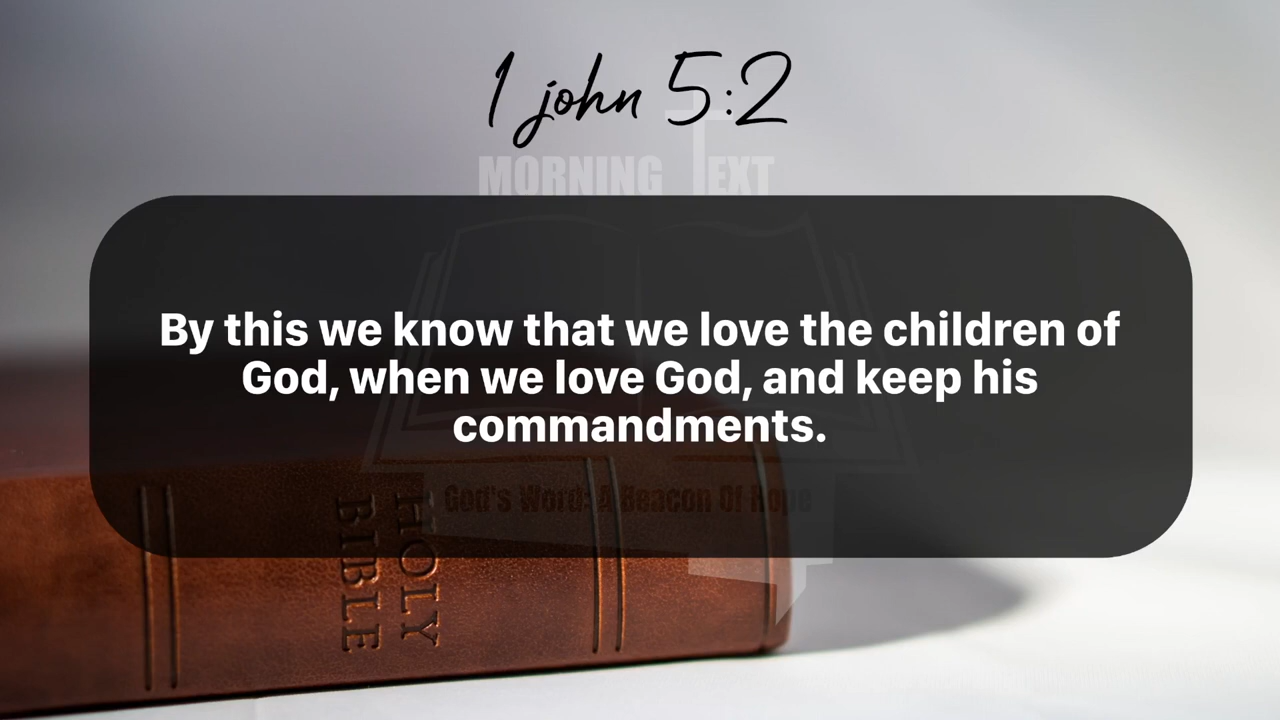 1 john 5:2
MORNING TEXT
By this we know that we love the children of
God, when we love God, and keep his
commandments.
God's Word: A Beacon Of Hope
HOLY
BIBLE